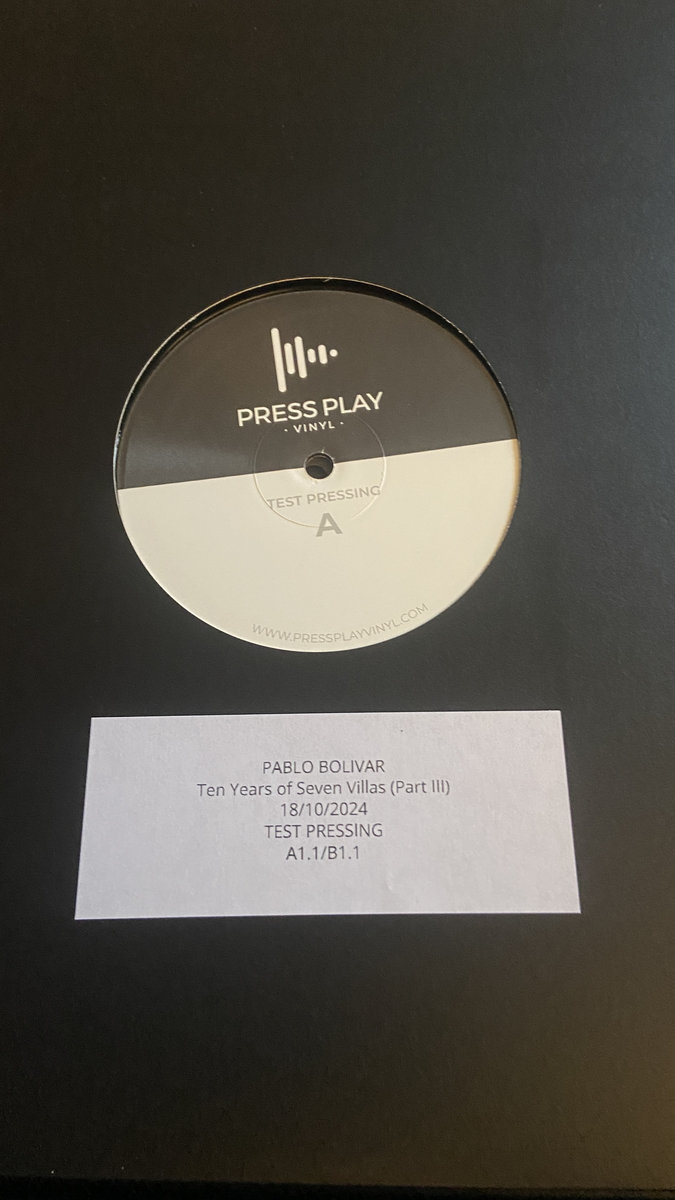 PRESS PLAY
· VINYL ·
TEST PRESSING
A
WWW.PRESSPLAYVINYL.COM
PABLO BOLIVAR
Ten Years of Seven Villas (Part III)
18/10/2024
TEST PRESSING
A1.1/B1.1